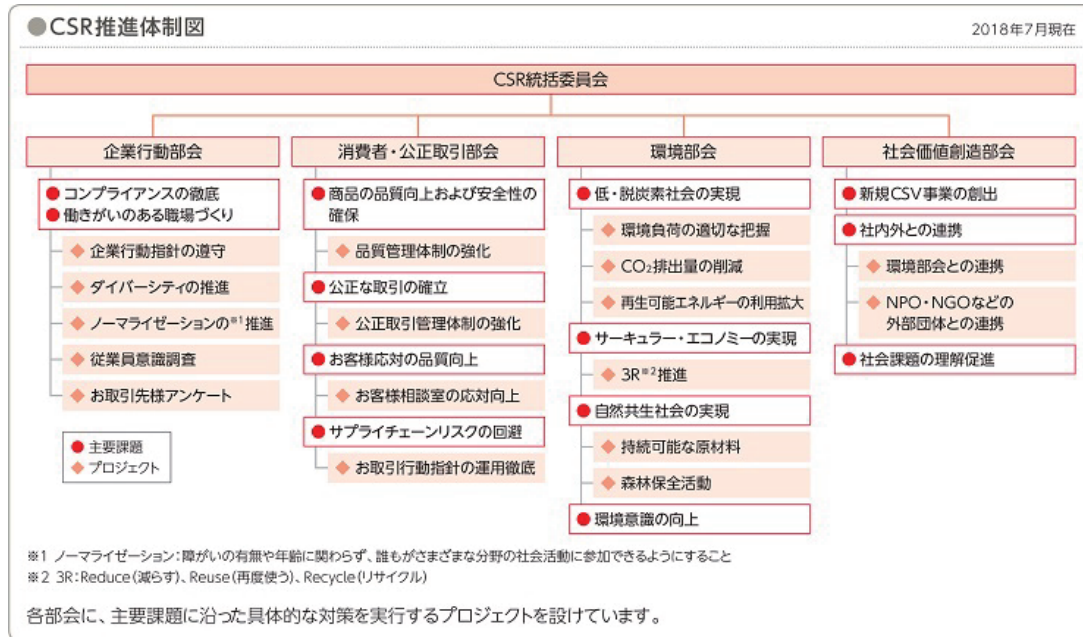 ●CSR推進体制図
2018年7月現在
CSR統括委員会
企業行動部会
● コンプライアンスの徹底
● 働きがいのある職場づくり
◆ 企業行動指針の遵守
◆ ダイバーシティの推進
◆ ノーマライゼーションの※1推進
◆ 従業員意識調査
◆ お取引先様アンケート
● 主要課題
◆ プロジェクト
消費者・公正取引部会
● 商品の品質向上および安全性の
確保
◆ 品質管理体制の強化
● 公正な取引の確立
◆ 公正取引管理体制の強化
● お客様応対の品質向上
◆ お客様相談室の応対向上
● サプライチェーンリスクの回避
◆ お取引行動指針の運用徹底
環境部会
● 低・脱炭素社会の実現
◆ 環境負荷の適切な把握
◆ CO₂排出量の削減
◆ 再生可能エネルギーの利用拡大
● サーキュラー・エコノミーの実現
◆ 3R※2推進
● 自然共生社会の実現
◆ 持続可能な原材料
◆ 森林保全活動
● 環境意識の向上
社会価値創造部会
● 新規CSV事業の創出
● 社内外との連携
◆ 環境部会との連携
◆ NPO・NGOなどの
外部団体との連携
● 社会課題の理解促進
※1 ノーマライゼーション:障がいの有無や年齢に関わらず、誰もがさまざまな分野の社会活動に参加できるようにすること
※2 3R:Reduce(減らす)、Reuse(再度使う)、Recycle(リサイクル)
各部会に、主要課題に沿った具体的な対策を実行するプロジェクトを設けています。